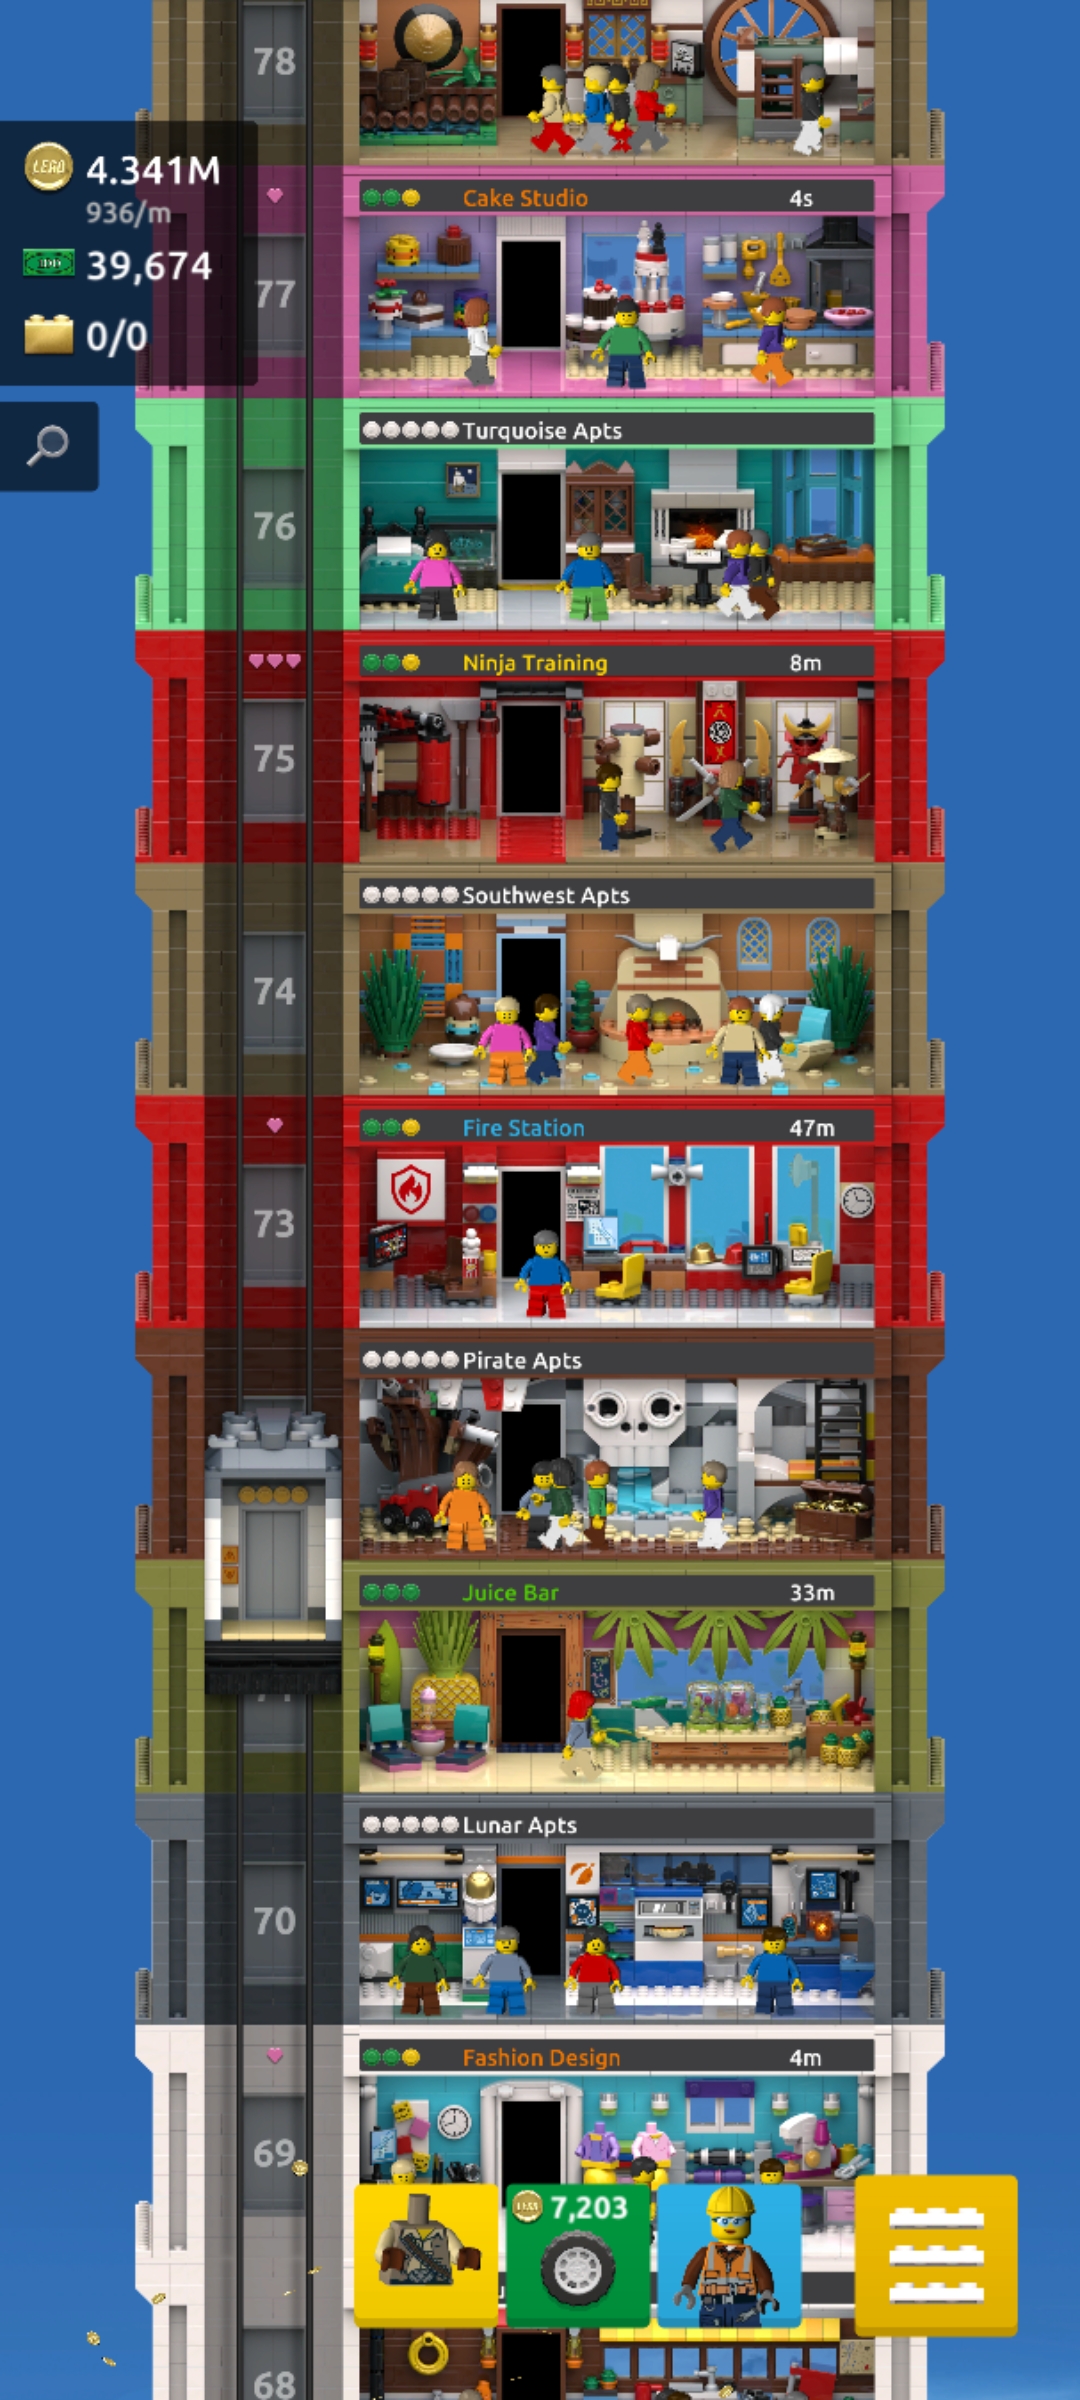 78
LEGO
4.341M
936/m
39,674
0/0
Cake Studio 4s
77
Turquoise Apts
76
Ninja Training 8m
75
Southwest Apts
74
Fire Station 47m
73
Pirate Apts
Juice Bar 33m
Lunar Apts
70
Fashion Design 4m
69
7,203
68